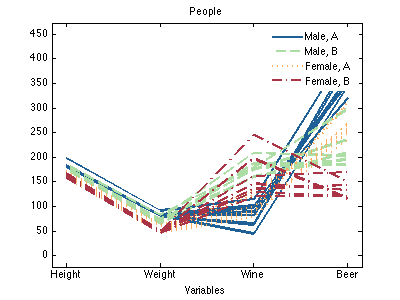 People
450
400
350
300
250
200
150
100
50
0
Male, A
Male, B
Female, A
Female, B
Height Weight Wine Beer
Variables